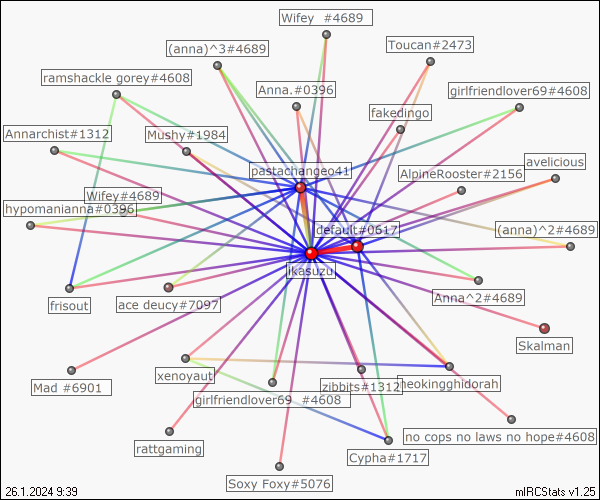 Wifey  #4689
(anna)^3#4689
Toucan#2473
ramshackle gorey#4608
Anna.#0396
girlfriendlover69#4608
fakedingo
Annarchist#1312
Mushy#1984
avelicious
pastachangeo41
AlpineRooster#2156
Wifey#4689
hypomanianna#0396
default#0617
(anna)^2#4689
ikasuzu
frisout
ace deucy#7097
Anna^2#4689
Skalman
xenoyaut
Mad #6901
zibbits#1312
heokingghidorah
girlfriendlover69  #4608
no cops no laws no hope#4608
rattgaming
Cypha#1717
Soxy Foxy#5076
26.1.2024 9:39
mIRCStats v1.25